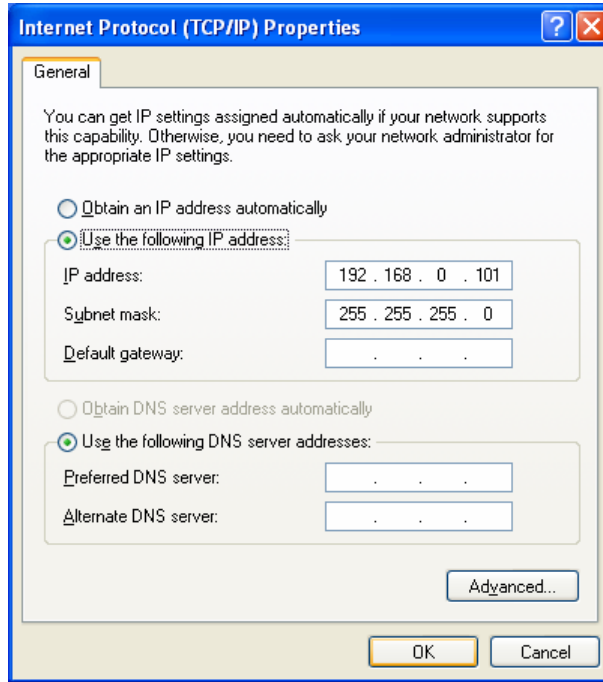 Internet Protocol (TCP/IP) Properties
General
You can get IP settings assigned automatically if your network supports
this capability. Otherwise, you need to ask your network administrator for
the appropriate IP settings.
Obtain an IP address automatically
Use the following IP address:
IP address: 192 . 168 . 0 . 101
Subnet mask: 255 . 255 . 255 . 0
Default gateway: . . .
Obtain DNS server address automatically
Use the following DNS server addresses:
Preferred DNS server: . . .
Alternate DNS server: . . .
Advanced...
OK Cancel